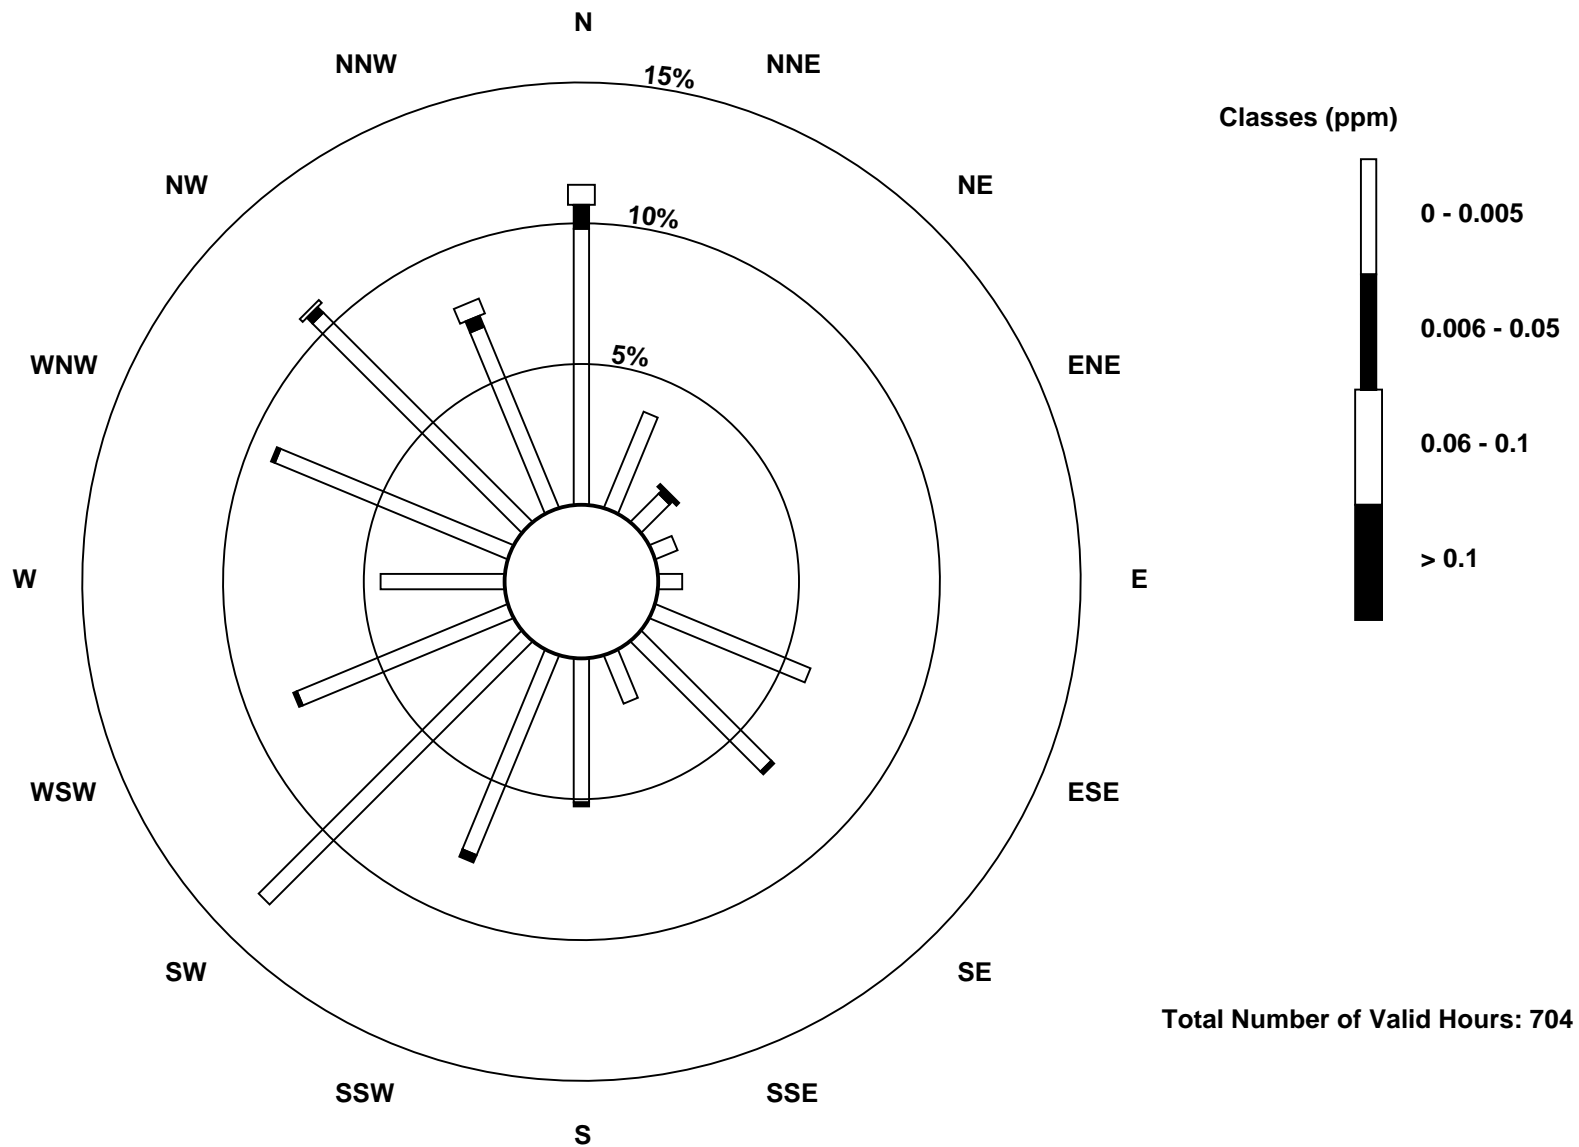 N
NNW
NNE
15%
Classes (ppm)
NW
NE
0 - 0.005
10%
0.006 - 0.05
5%
WNW
ENE
0.06 - 0.1
> 0.1
W
E
WSW
ESE
SW
SE
Total Number of Valid Hours: 704
SSW
SSE
S